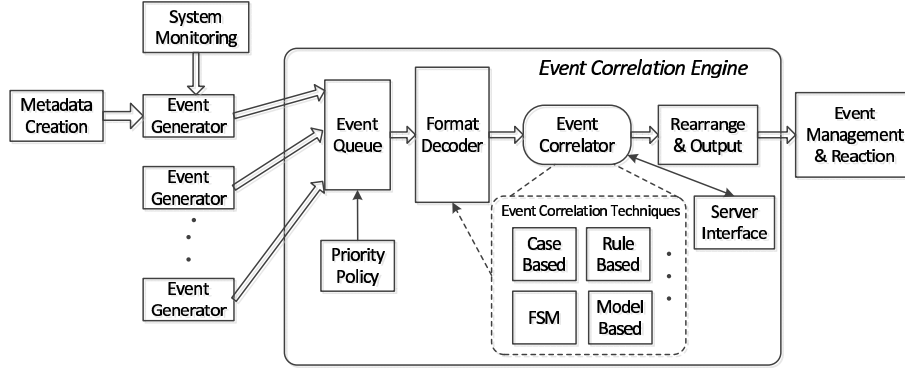 System
Monitoring
Event Correlation Engine
Metadata
Creation
Event
Generator
Event
Queue
Format
Decoder
Event
Correlator
Rearrange
& Output
Event
Management
& Reaction
Event
Generator
Event Correlation Techniques
Server
Interface
Case
Based
Rule
Based
Priority
Policy
Event
Generator
FSM
Model
Based